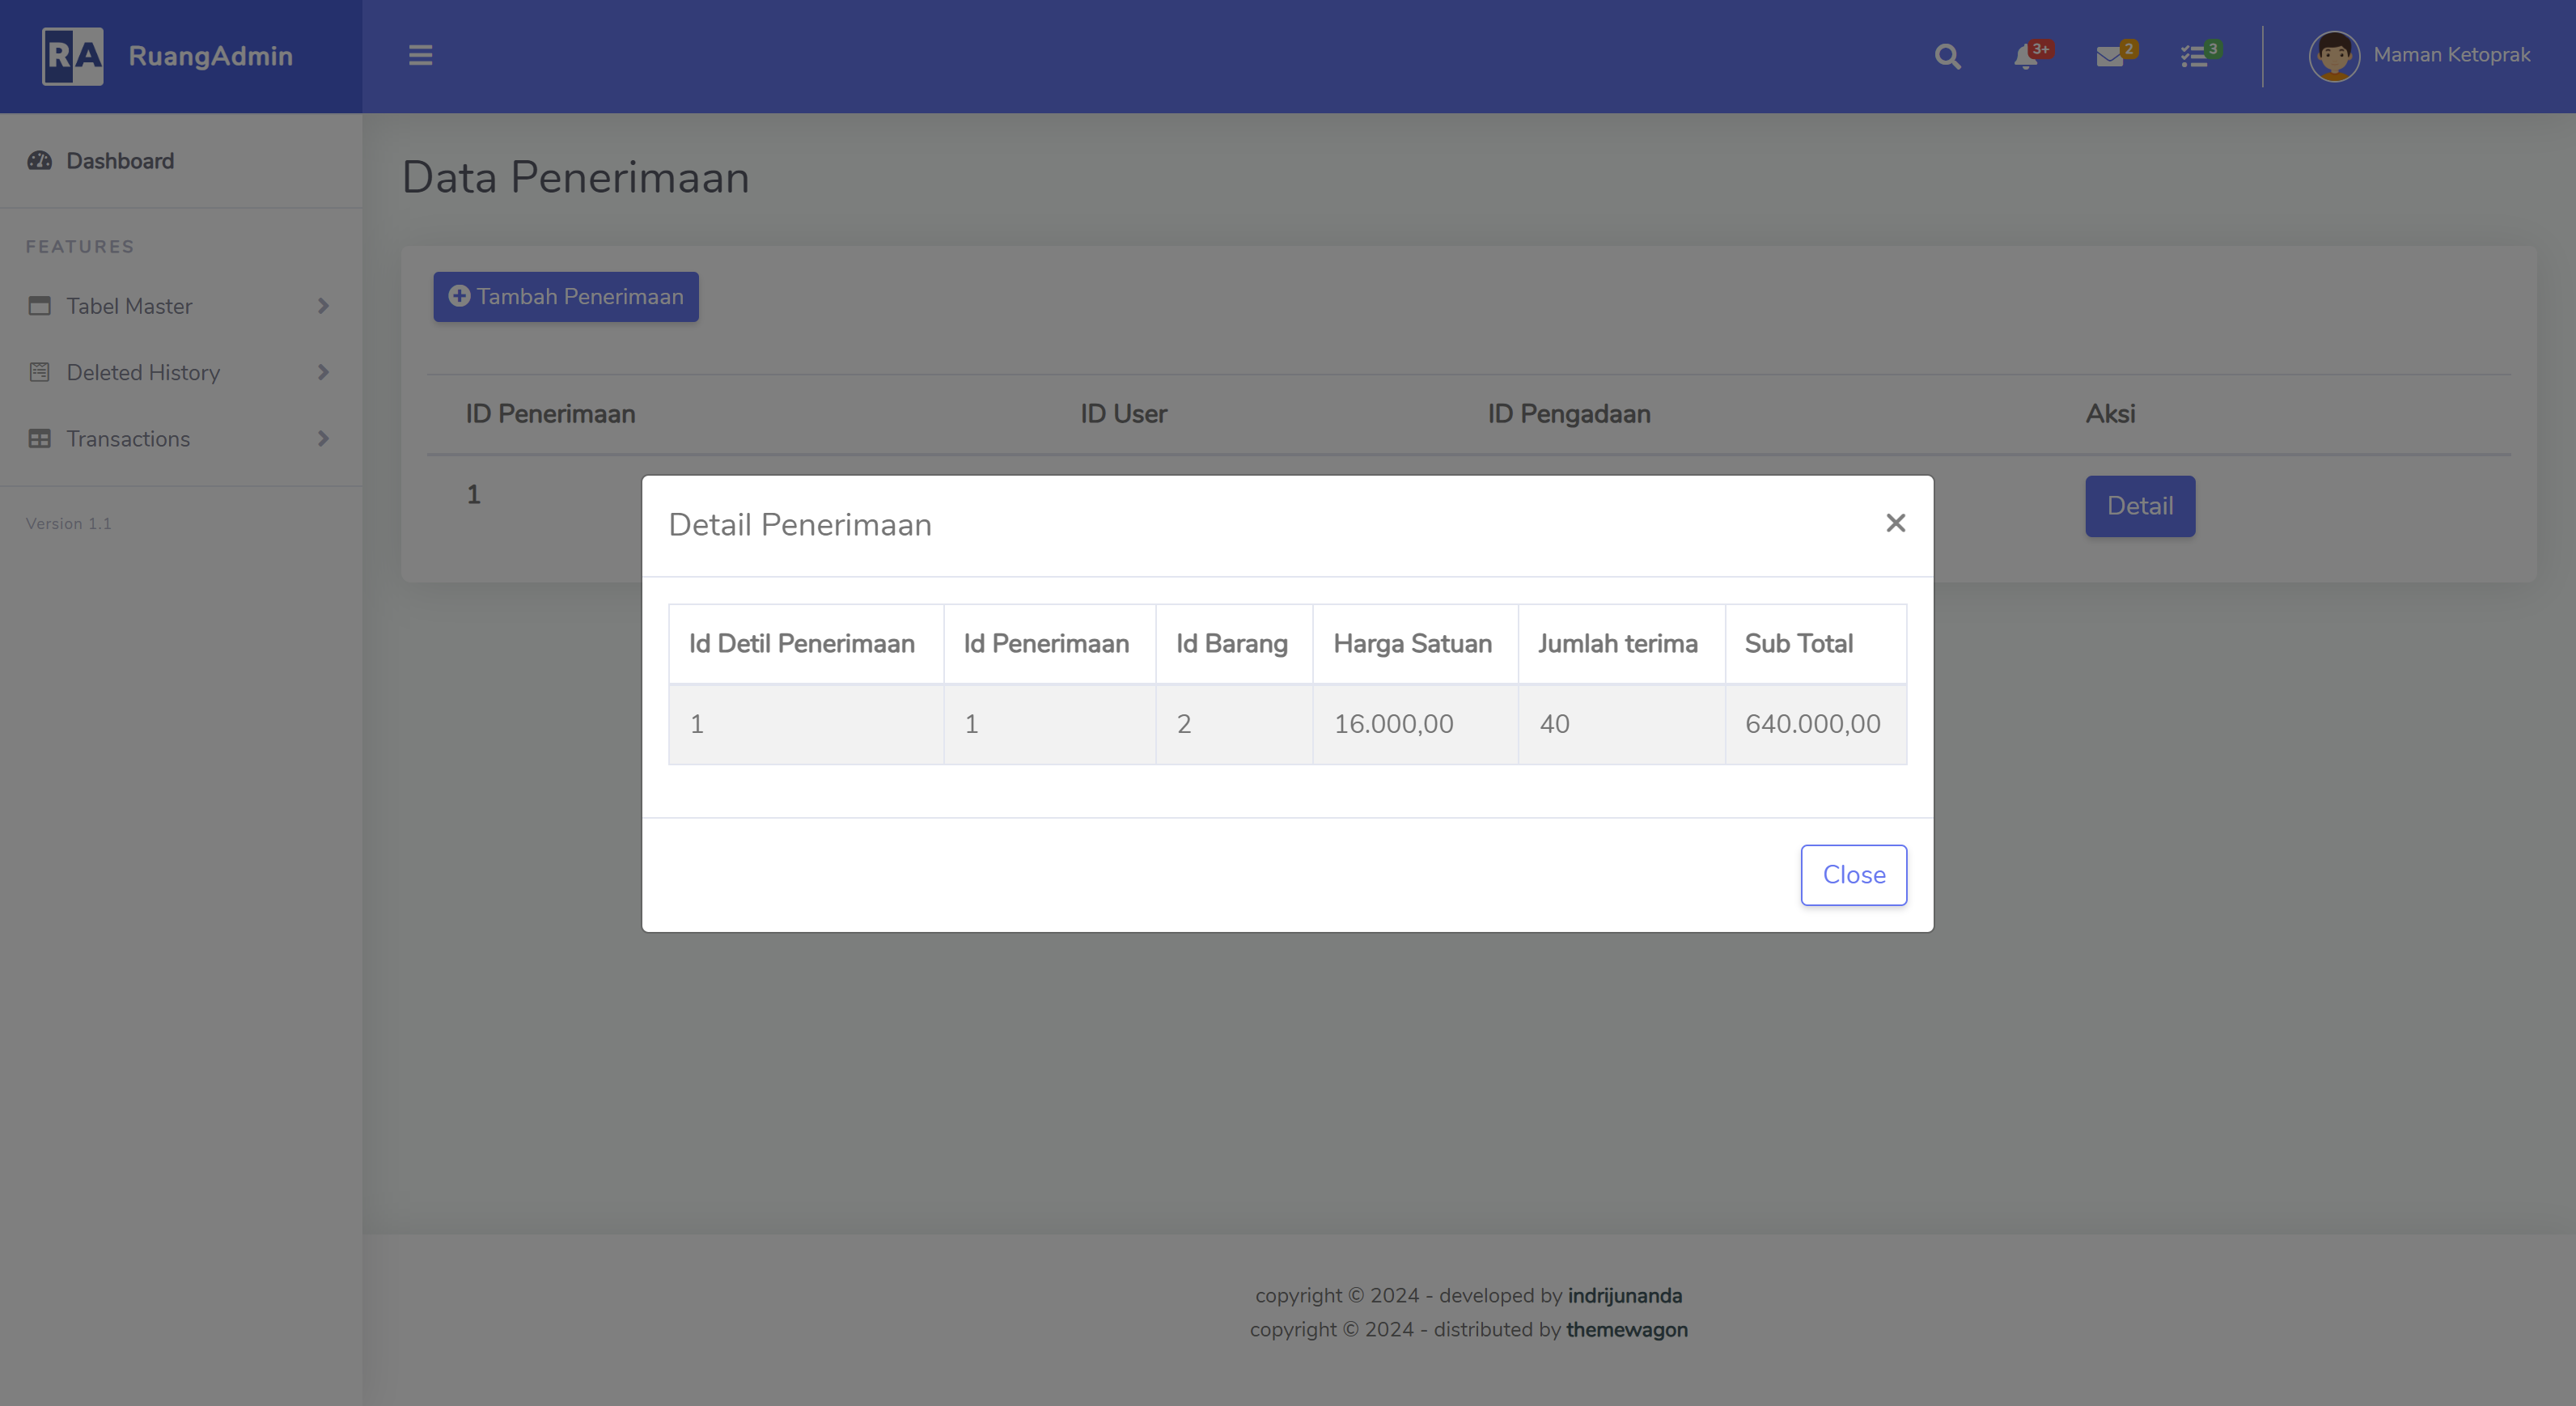 RA RuangAdmin
3+ 2 3 Maman Ketoprak
Dashboard
FEATURES
Tabel Master
Deleted History
Transactions
Version 1.1
Data Penerimaan
Tambah Penerimaan
ID Penerimaan ID User ID Pengadaan Aksi
1 Detail
Detail Penerimaan ×
Id Detil Penerimaan Id Penerimaan Id Barang Harga Satuan Jumlah terima Sub Total
1 1 2 16.000,00 40 640.000,00
Close
copyright © 2024 - developed by indrijunanda
copyright © 2024 - distributed by themewagon